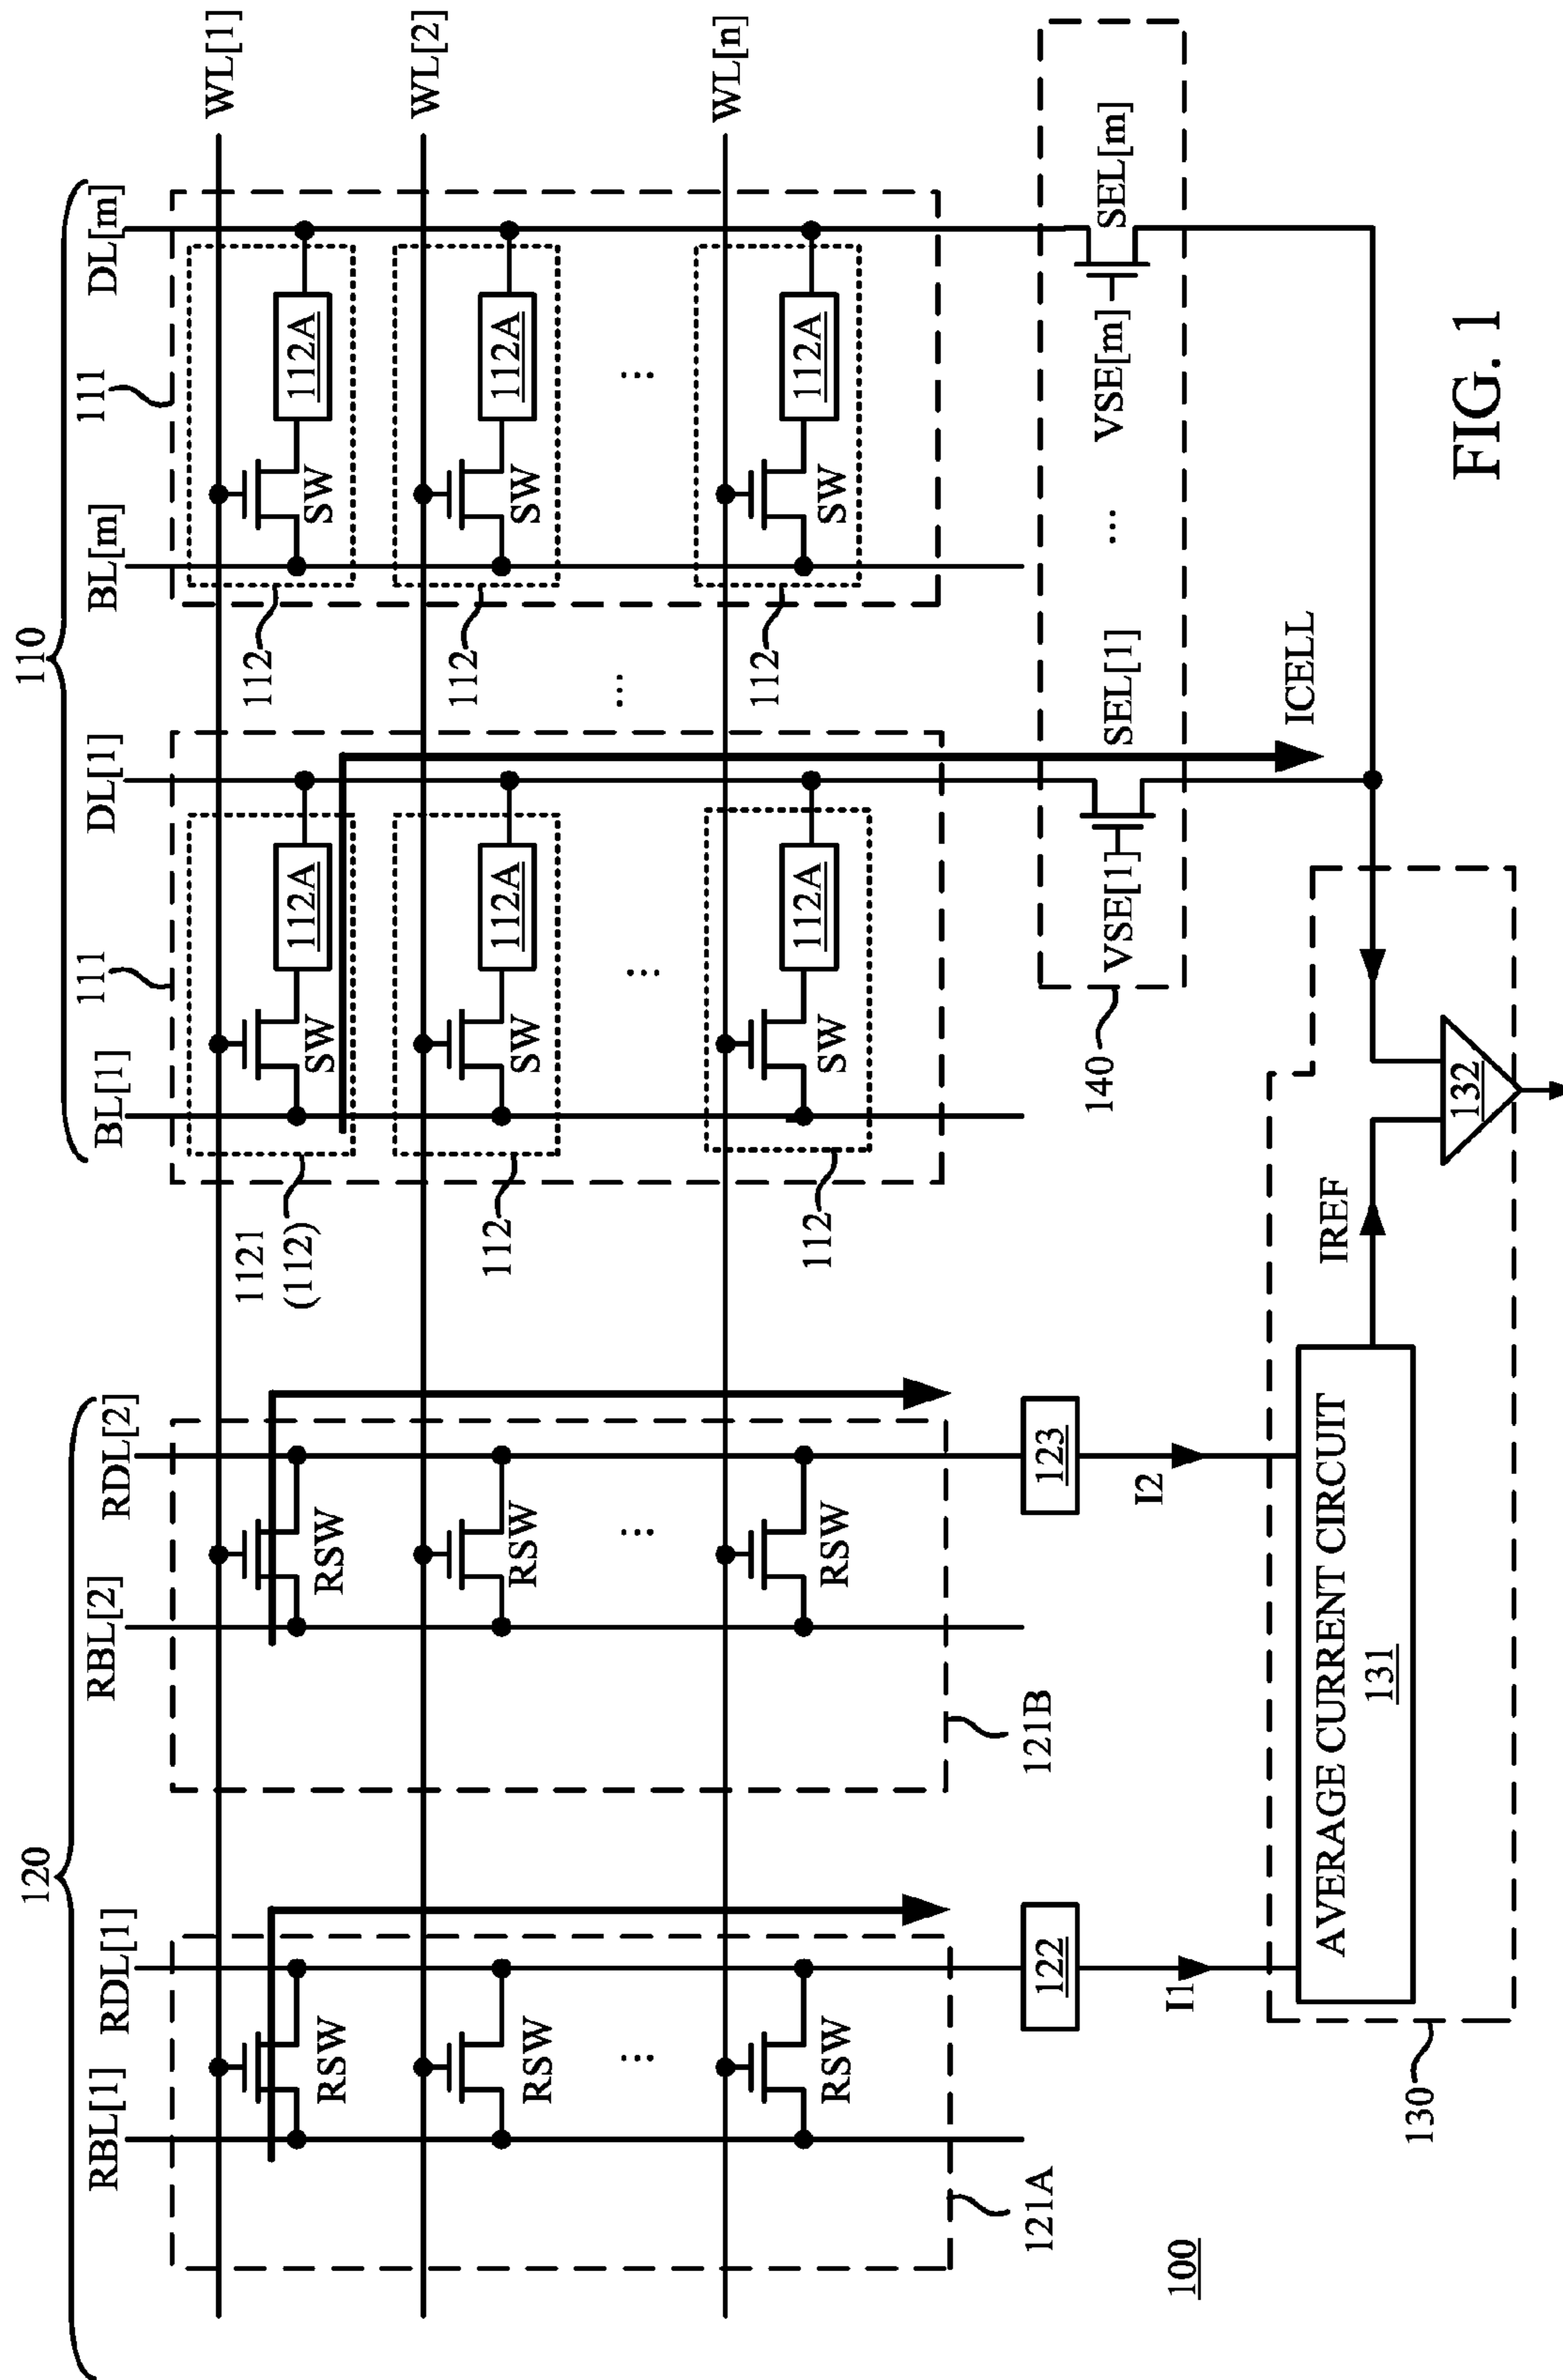 120
110
RBL[1]
RDL[1]
RBL[2]
RDL[2]
BL[1]
111
DL[1]
BL[m]
111
DL[m]
WL[1]
RSW
RSW
1121
(112)
SW
112A
112
SW
112A
WL[2]
RSW
RSW
112
SW
112A
112
SW
112A
...
...
...
...
...
WL[n]
RSW
RSW
112
SW
112A
112
SW
112A
121A
121B
122
123
140
VSE[1]
SEL[1]
...
VSE[m]
SEL[m]
100
I1
I2
ICELL
AVERAGE CURRENT CIRCUIT
131
IREF
132
130
FIG. 1